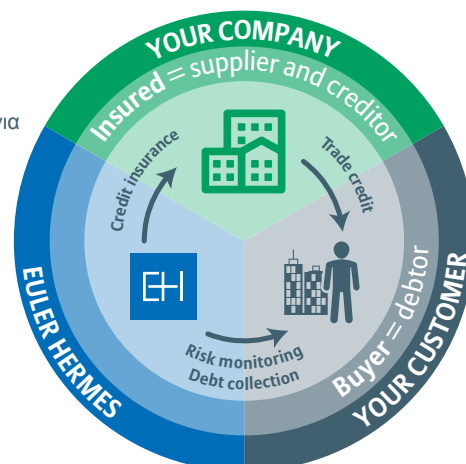 YOUR COMPANY
Insured = supplier and creditor
για
Credit insurance
Trade credit
EH
Risk monitoring
Debt collection
Buyer = debtor
EULER HERMES
YOUR CUSTOMER